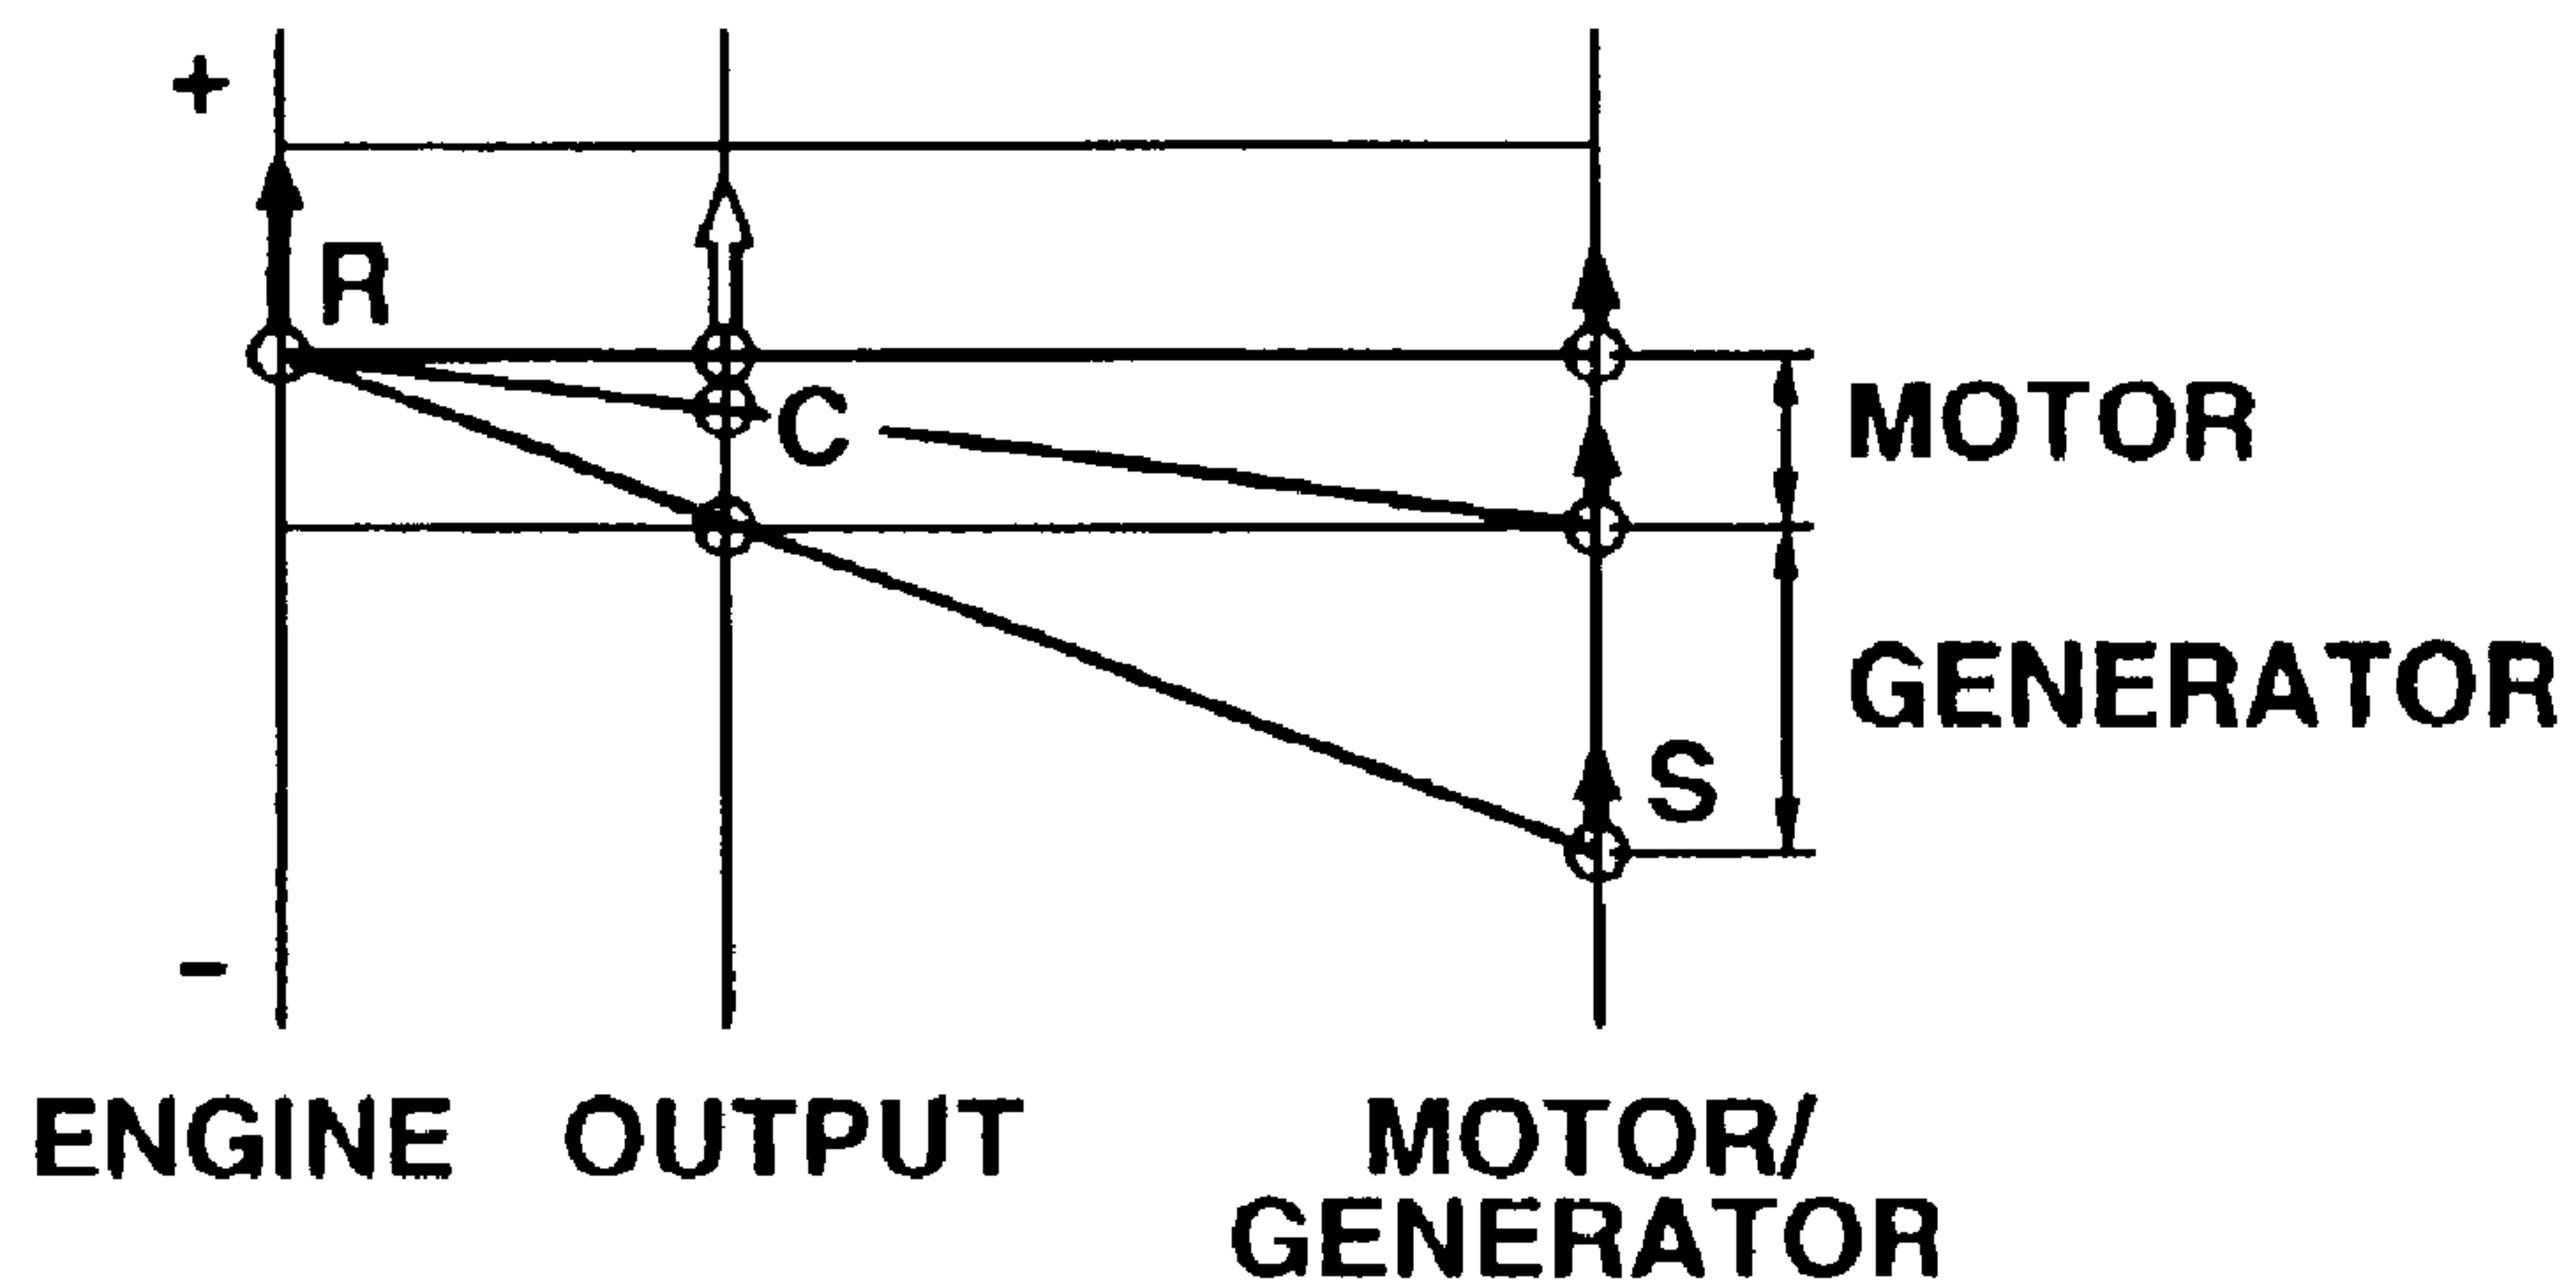 +
R
C
MOTOR
GENERATOR
S
-
ENGINE OUTPUT MOTOR/
GENERATOR